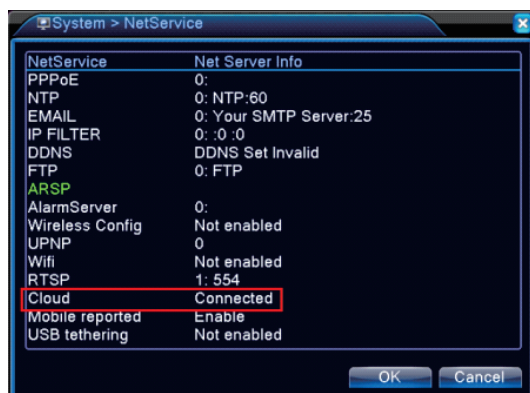 System > NetService
NetService Net Server Info
PPPoE 0:
NTP 0: NTP:60
EMAIL 0: Your SMTP Server:25
IP FILTER 0: :0 :0
DDNS DDNS Set Invalid
FTP 0: FTP
ARSP
AlarmServer 0:
Wireless Config Not enabled
UPNP 0
Wifi Not enabled
RTSP 1: 554
Cloud Connected
Mobile reported Enable
USB tethering Not enabled
OK Cancel